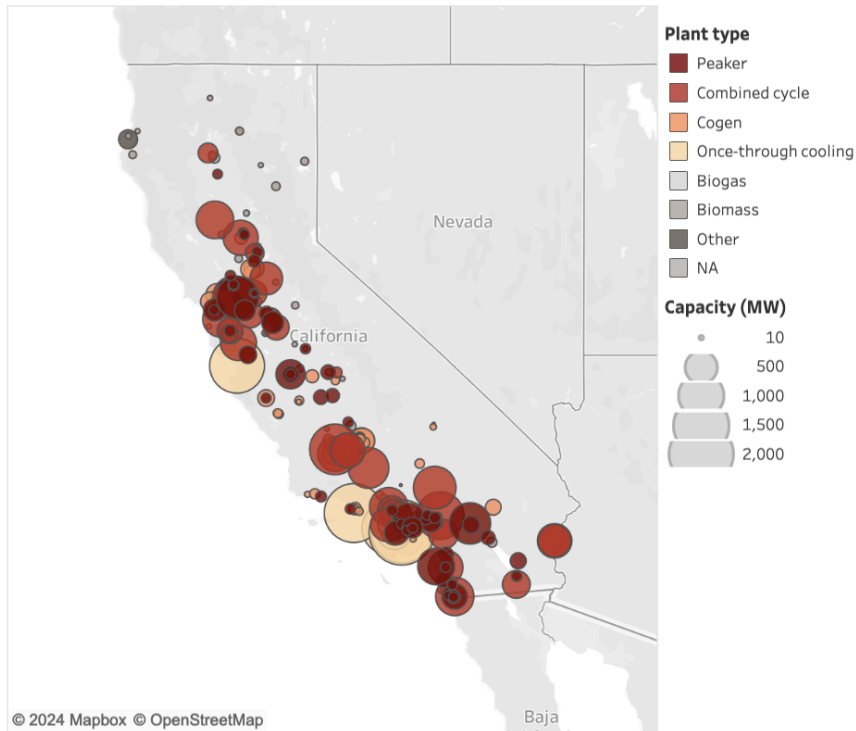 Plant type
Peaker
Combined cycle
Cogen
Once-through cooling
Biogas
Biomass
Other
NA
Capacity (MW)
10
500
1,000
1,500
2,000
Nevada
California
Baja
© 2024 Mapbox © OpenStreetMap